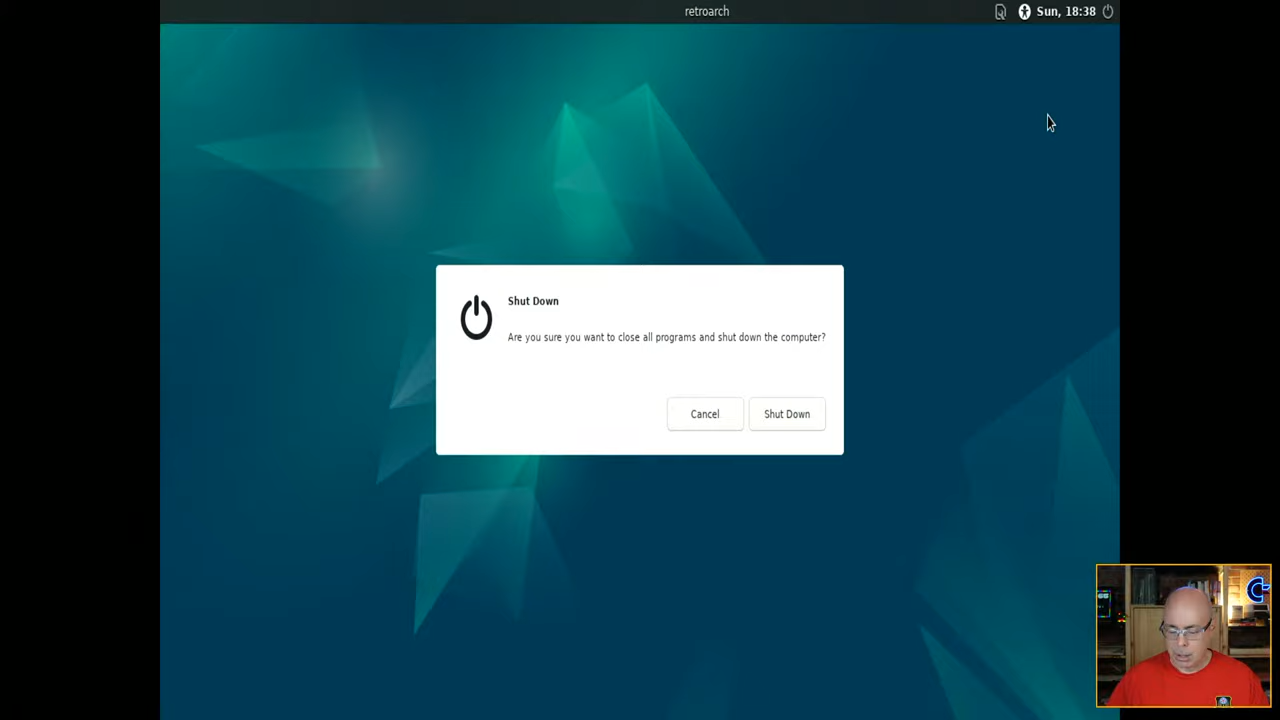 retroarch
Sun, 18:38
Shut Down
Are you sure you want to close all programs and shut down the computer?
Cancel
Shut Down